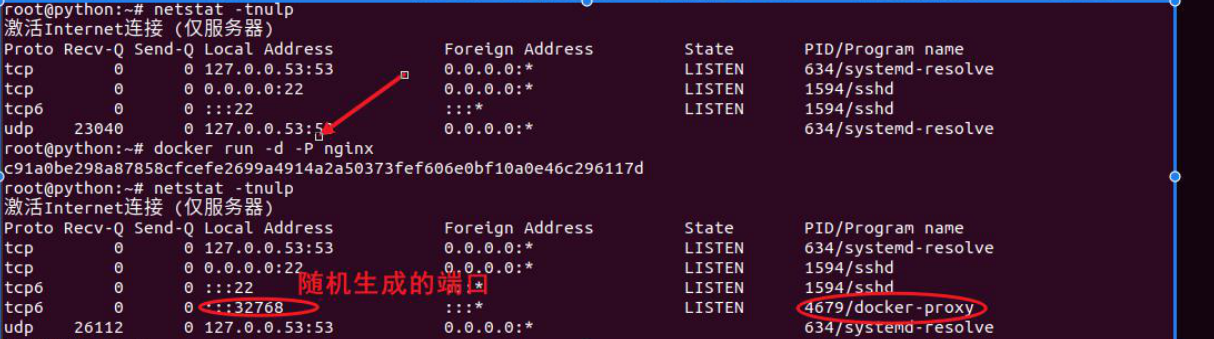 root@python:~# netstat -tnulp
激活Internet连接 (仅服务器)
Proto Recv-Q Send-Q Local Address Foreign Address State PID/Program name
tcp 0 0 127.0.0.53:53 0.0.0.0:* LISTEN 634/systemd-resolve
tcp 0 0 0.0.0.0:22 0.0.0.0:* LISTEN 1594/sshd
tcp6 0 0 :::22 :::* LISTEN 1594/sshd
udp 23040 0 127.0.0.53:53 0.0.0.0:* 634/systemd-resolve
root@python:~# docker run -d -P nginx
c91a0be298a87858cfcefe2699a4914a2a50373fef606e0bf10a0e46c296117d
root@python:~# netstat -tnulp
激活Internet连接 (仅服务器)
Proto Recv-Q Send-Q Local Address Foreign Address State PID/Program name
tcp 0 0 127.0.0.53:53 0.0.0.0:* LISTEN 634/systemd-resolve
tcp 0 0 0.0.0.0:22 0.0.0.0:* LISTEN 1594/sshd
随机生成的端口
tcp6 0 0 :::22 :::* LISTEN 1594/sshd
tcp6 0 0 :::32768 :::* LISTEN 4679/docker-proxy
udp 26112 0 127.0.0.53:53 0.0.0.0:* 634/systemd-resolve